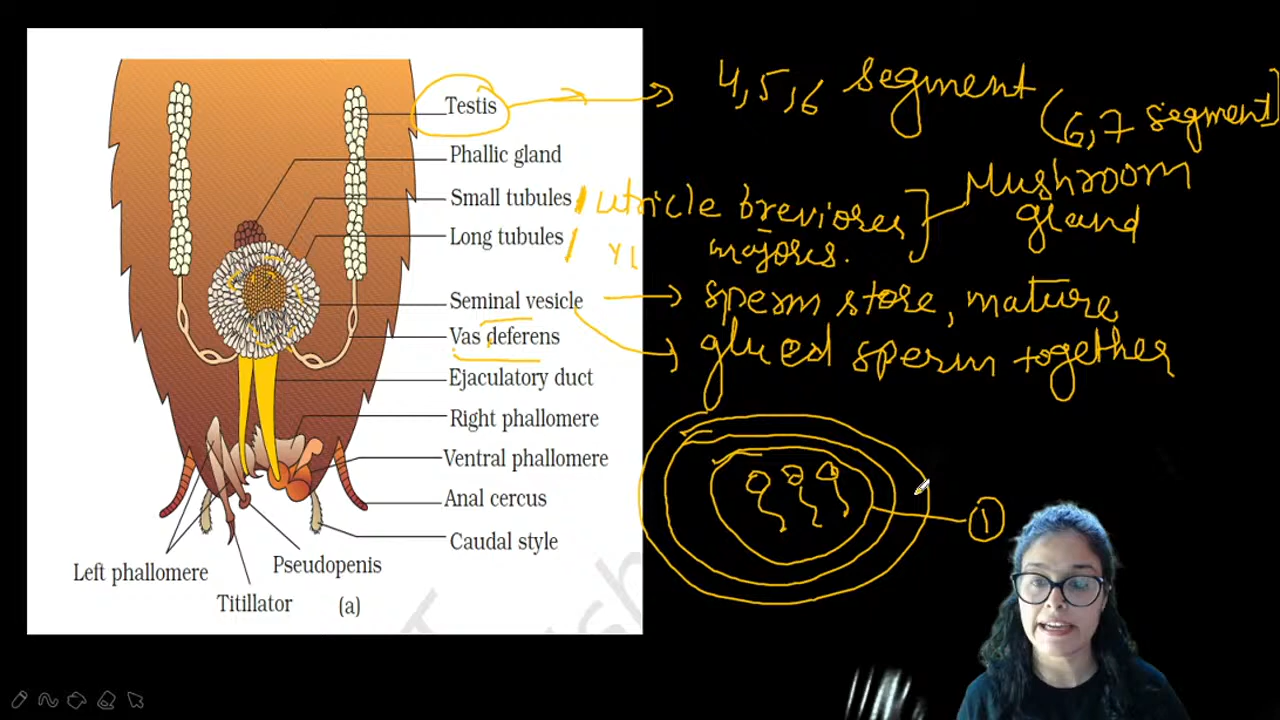 Testis
4,5,6 segment
(6,7 segment]
Phallic gland
Small tubules
utricle breviores
Mushroom
gland
Long tubules
majores.
Seminal vesicle
sperm store, mature
Vas deferens
glued sperm together
Ejaculatory duct
Right phallomere
Ventral phallomere
Anal cercus
1
Caudal style
Pseudopenis
Left phallomere
Titillator
(a)